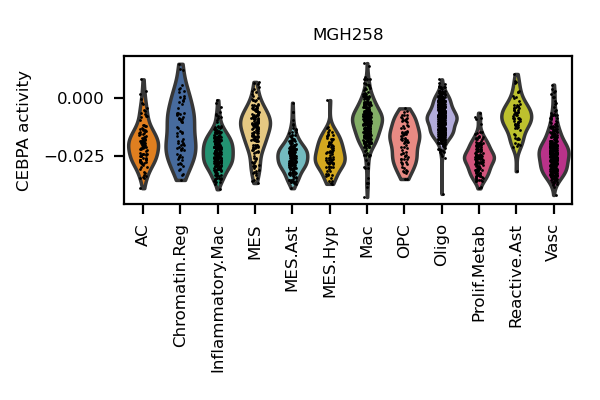 MGH258
CEBPA activity
0.000
−0.025
AC
Chromatin.Reg
Inflammatory.Mac
MES
MES.Ast
MES.Hyp
Mac
OPC
Oligo
Prolif.Metab
Reactive.Ast
Vasc